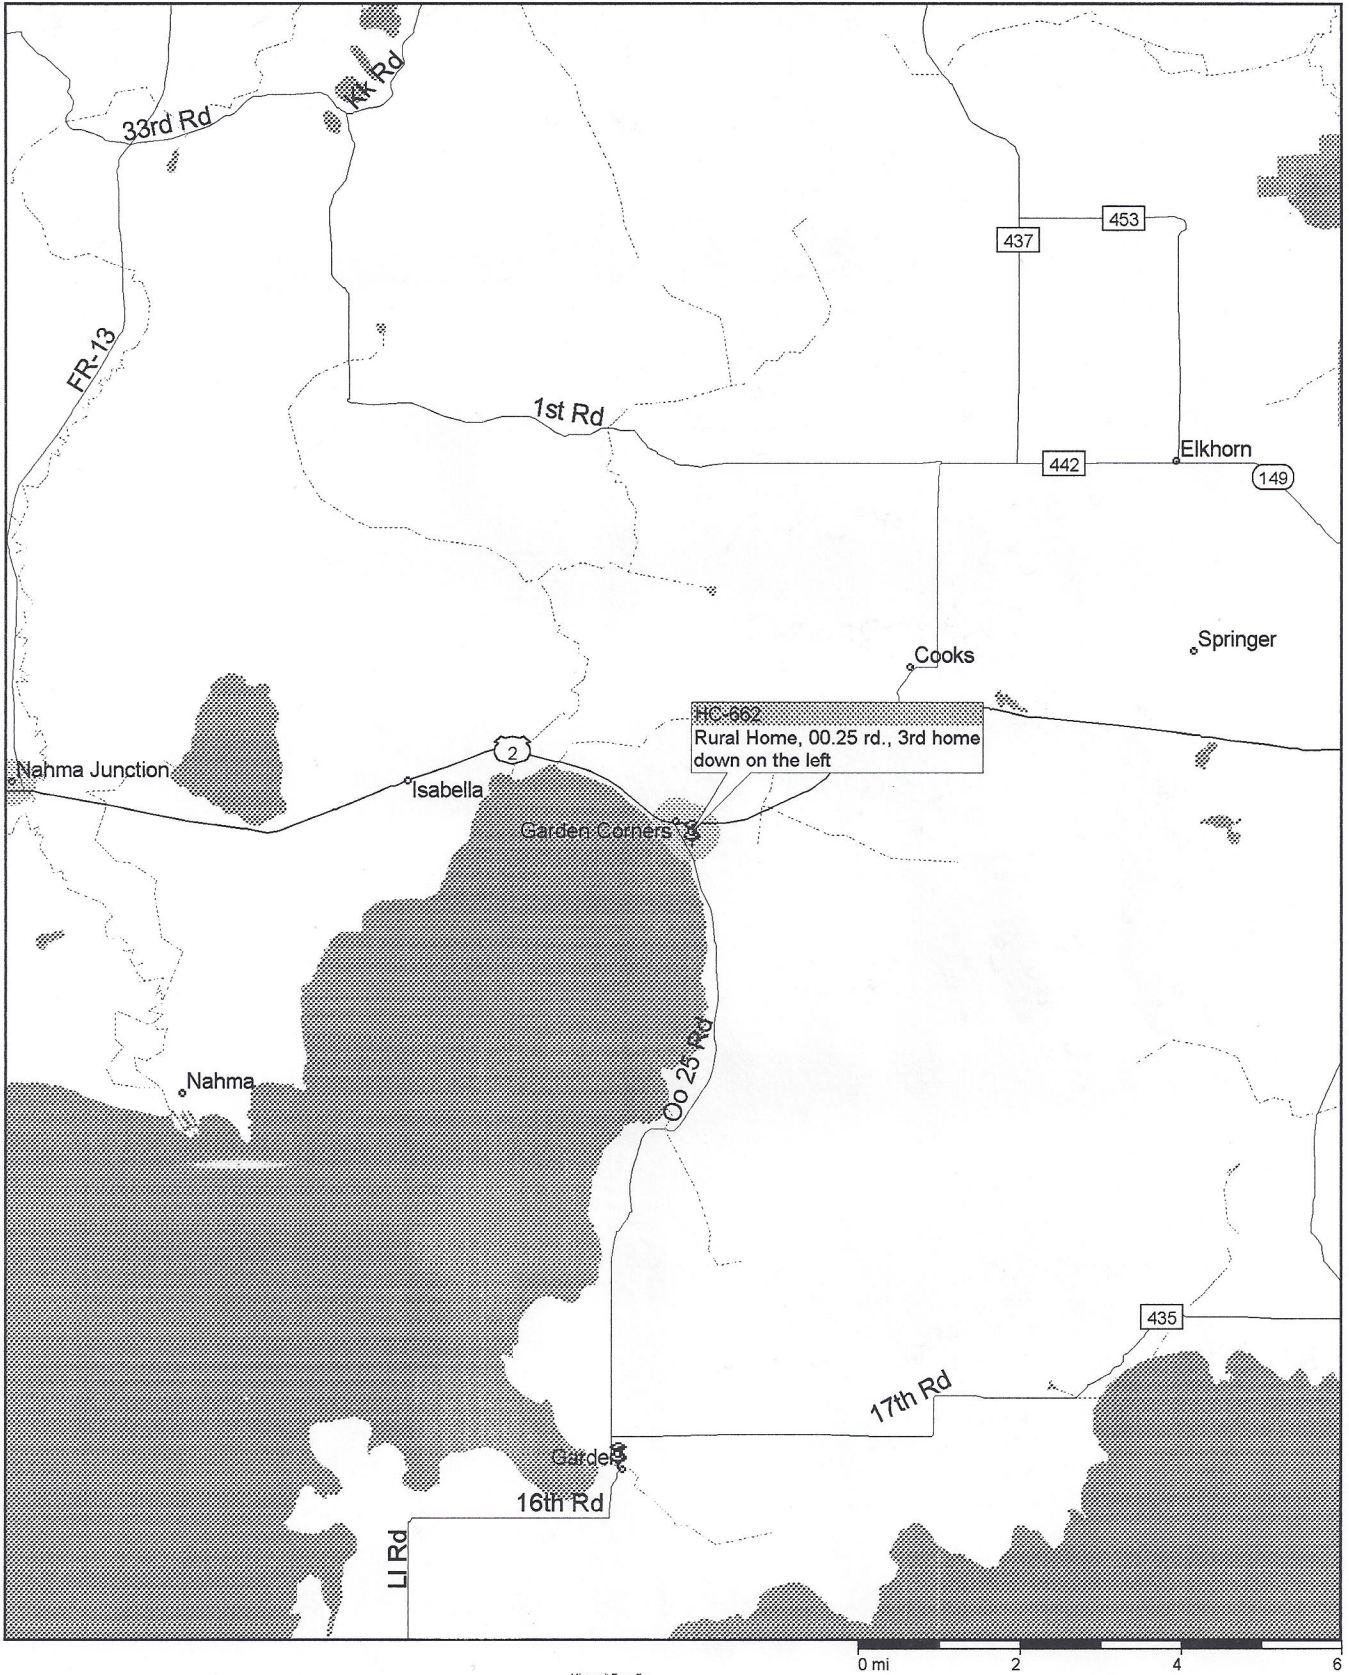 Kk Rd
33rd Rd
453
437
FR-13
1st Rd
Elkhorn
442
149
Springer
Cooks
HC-662
Rural Home, 00.25 rd., 3rd home
down on the left
2
Nahma Junction
Isabella
Garden Corners
Oo 25 Rd
Nahma
435
17th Rd
Garden
16th Rd
LI Rd
0 mi 2 4 6